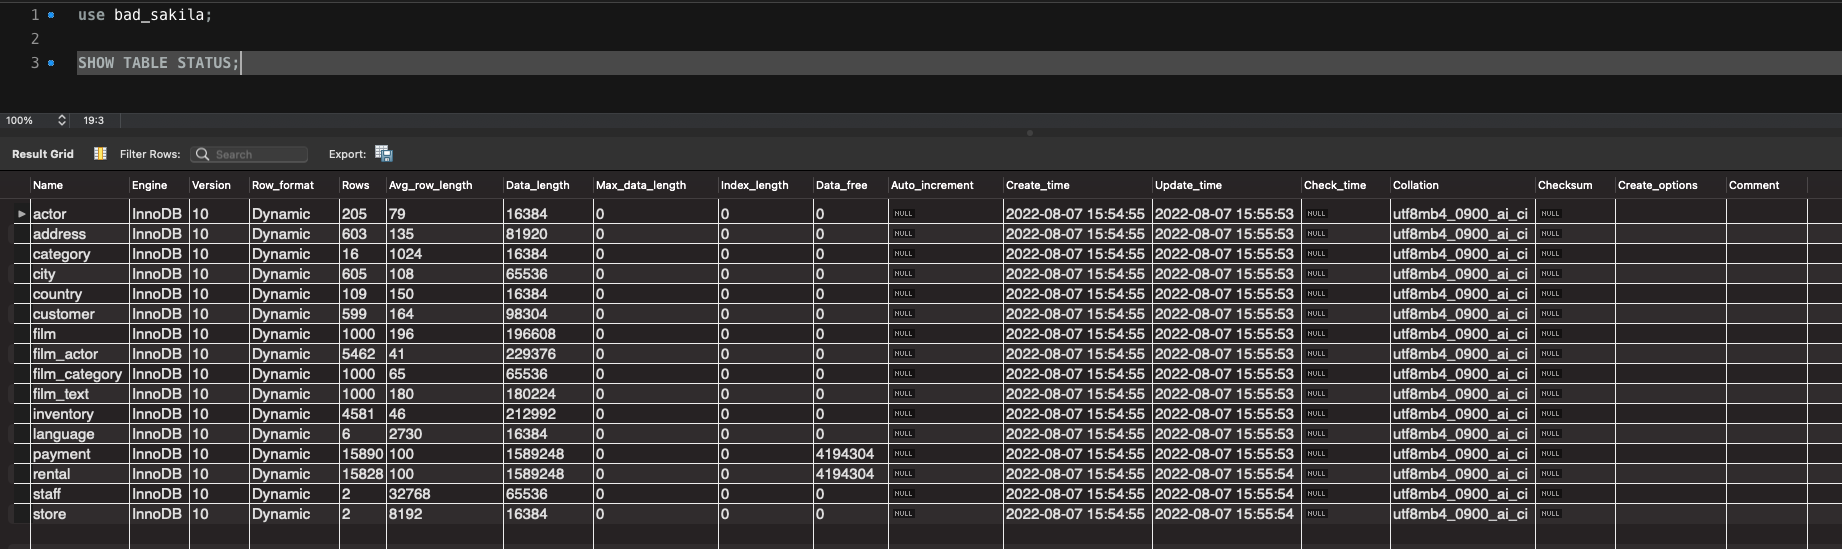 1 use bad_sakila;
2
3 SHOW TABLE STATUS;
100% 19:3
Result Grid Filter Rows: Search Export:
Name Engine Version Row_format Rows Avg_row_length Data_length Max_data_length Index_length Data_free Auto_increment Create_time Update_time Check_time Collation Checksum Create_options Comment
actor InnoDB 10 Dynamic 205 79 16384 0 0 0 NULL 2022-08-07 15:54:55 2022-08-07 15:55:53 NULL utf8mb4_0900_ai_ci NULL
address InnoDB 10 Dynamic 603 135 81920 0 0 0 NULL 2022-08-07 15:54:55 2022-08-07 15:55:53 NULL utf8mb4_0900_ai_ci NULL
category InnoDB 10 Dynamic 16 1024 16384 0 0 0 NULL 2022-08-07 15:54:55 2022-08-07 15:55:53 NULL utf8mb4_0900_ai_ci NULL
city InnoDB 10 Dynamic 605 108 65536 0 0 0 NULL 2022-08-07 15:54:55 2022-08-07 15:55:53 NULL utf8mb4_0900_ai_ci NULL
country InnoDB 10 Dynamic 109 150 16384 0 0 0 NULL 2022-08-07 15:54:55 2022-08-07 15:55:53 NULL utf8mb4_0900_ai_ci NULL
customer InnoDB 10 Dynamic 599 164 98304 0 0 0 NULL 2022-08-07 15:54:55 2022-08-07 15:55:53 NULL utf8mb4_0900_ai_ci NULL
film InnoDB 10 Dynamic 1000 196 196608 0 0 0 NULL 2022-08-07 15:54:55 2022-08-07 15:55:53 NULL utf8mb4_0900_ai_ci NULL
film_actor InnoDB 10 Dynamic 5462 41 229376 0 0 0 NULL 2022-08-07 15:54:55 2022-08-07 15:55:53 NULL utf8mb4_0900_ai_ci NULL
film_category InnoDB 10 Dynamic 1000 65 65536 0 0 0 NULL 2022-08-07 15:54:55 2022-08-07 15:55:53 NULL utf8mb4_0900_ai_ci NULL
film_text InnoDB 10 Dynamic 1000 180 180224 0 0 0 NULL 2022-08-07 15:54:55 2022-08-07 15:55:53 NULL utf8mb4_0900_ai_ci NULL
inventory InnoDB 10 Dynamic 4581 46 212992 0 0 0 NULL 2022-08-07 15:54:55 2022-08-07 15:55:53 NULL utf8mb4_0900_ai_ci NULL
language InnoDB 10 Dynamic 6 2730 16384 0 0 0 NULL 2022-08-07 15:54:55 2022-08-07 15:55:53 NULL utf8mb4_0900_ai_ci NULL
payment InnoDB 10 Dynamic 15890 100 1589248 0 0 4194304 NULL 2022-08-07 15:54:55 2022-08-07 15:55:53 NULL utf8mb4_0900_ai_ci NULL
rental InnoDB 10 Dynamic 15828 100 1589248 0 0 4194304 NULL 2022-08-07 15:54:55 2022-08-07 15:55:54 NULL utf8mb4_0900_ai_ci NULL
staff InnoDB 10 Dynamic 2 32768 65536 0 0 0 NULL 2022-08-07 15:54:55 2022-08-07 15:55:54 NULL utf8mb4_0900_ai_ci NULL
store InnoDB 10 Dynamic 2 8192 16384 0 0 0 NULL 2022-08-07 15:54:55 2022-08-07 15:55:54 NULL utf8mb4_0900_ai_ci NULL